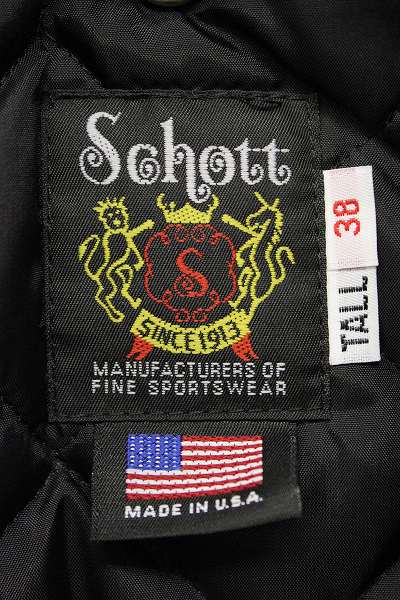 Schott
S
SINCE 1913
MANUFACTURERS OF
FINE SPORTSWEAR
38
TALL
MADE IN U.S.A.